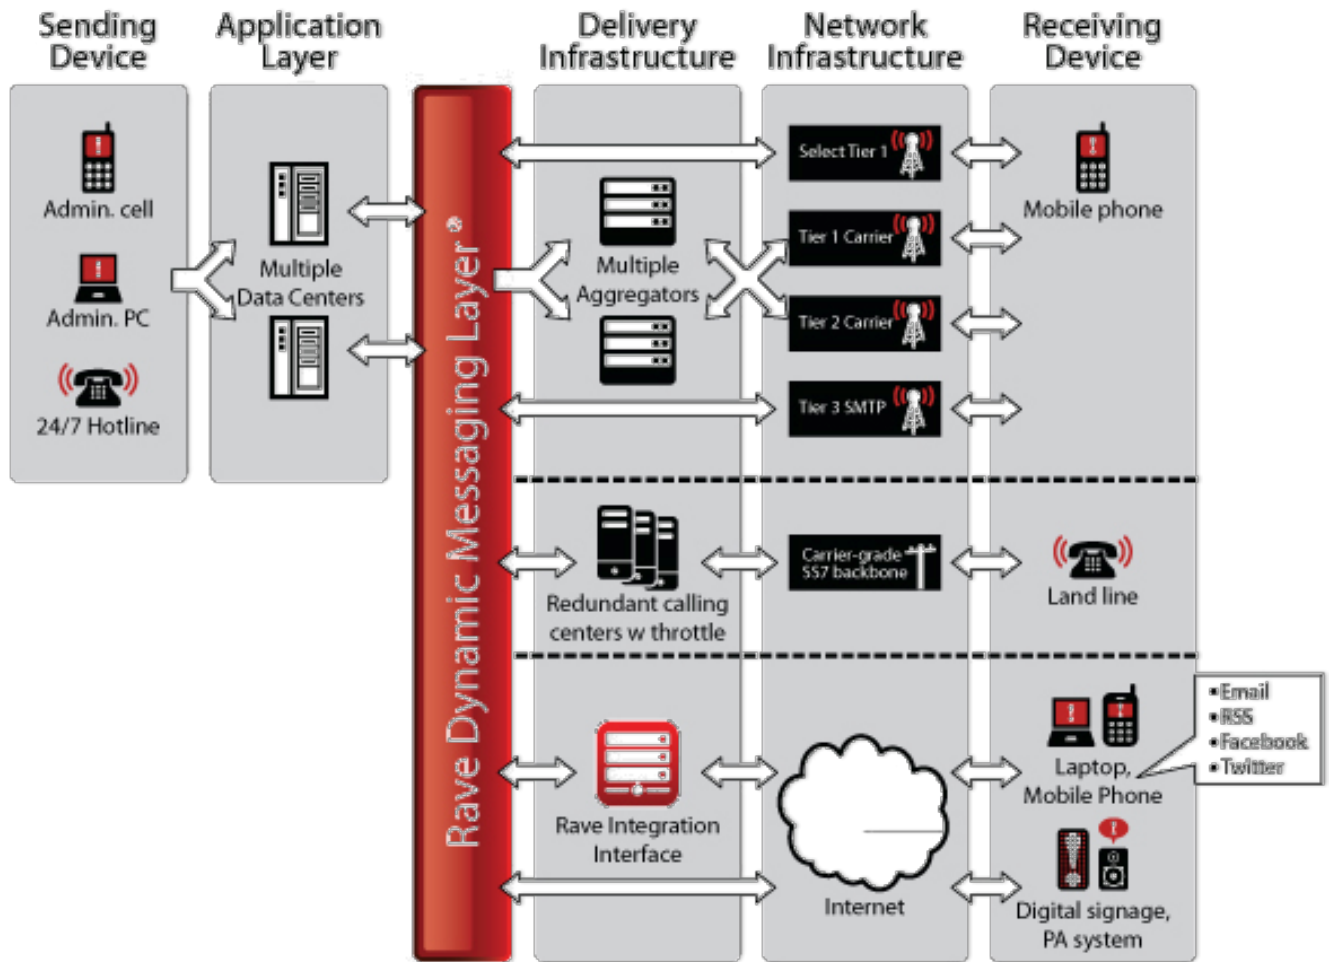 Sending
Device
Application
Layer
Delivery
Infrastructure
Network
Infrastructure
Receiving
Device
Admin. cell
Admin. PC
24/7 Hotline
Multiple
Data Centers
Rave Dynamic Messaging Layer®
Multiple
Aggregators
Select Tier 1
Tier 1 Carrier
Tier 2 Carrier
Tier 3 SMTP
Mobile phone
Redundant calling
centers w throttle
Carrier-grade
SS7 backbone
Land line
Rave Integration
Interface
Internet
Laptop,
Mobile Phone
•Email
•RSS
•Facebook
•Twitter
Digital signage,
PA system